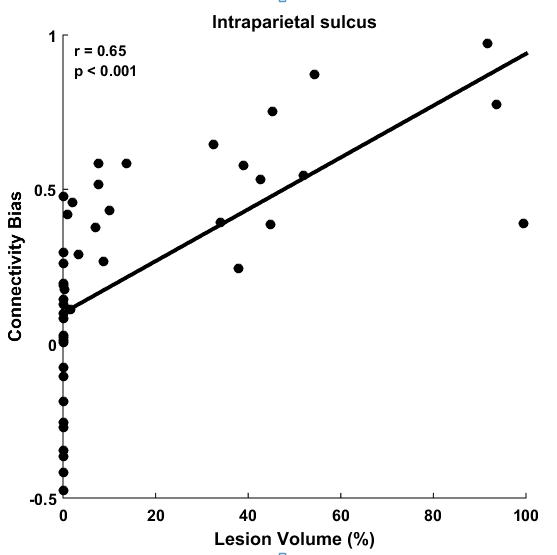 Intraparietal sulcus
r = 0.65
p < 0.001
1
0.5
0
-0.5
Connectivity Bias
0 20 40 60 80 100
Lesion Volume (%)